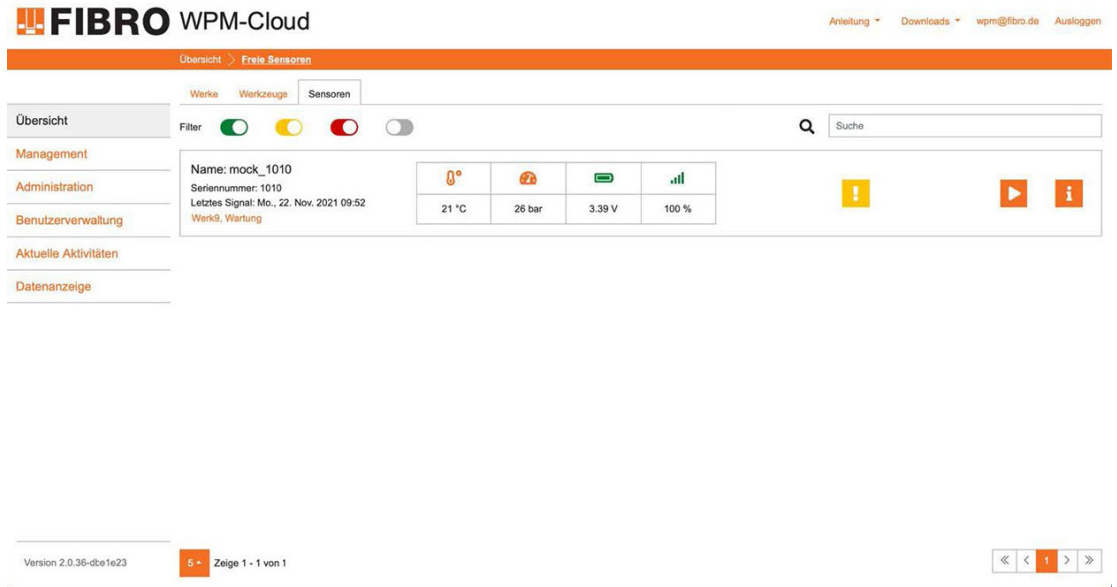 FIBRO WPM-Cloud
Anleitung Downloads wpm@fibro.de Ausloggen
Übersicht Freie Sensoren
Werke Werkzeuge Sensoren
Übersicht
Management
Administration
Benutzerverwaltung
Aktuelle Aktivitäten
Datenanzeige
Filter
Suche
Name: mock_1010
Seriennummer: 1010
Letztes Signal: Mo., 22. Nov. 2021 09:52
Werk9, Wartung
21 °C 26 bar 3.39 V 100 %
Version 2.0.36-dbe1e23
5 Zeige 1 - 1 von 1
« < 1 > »